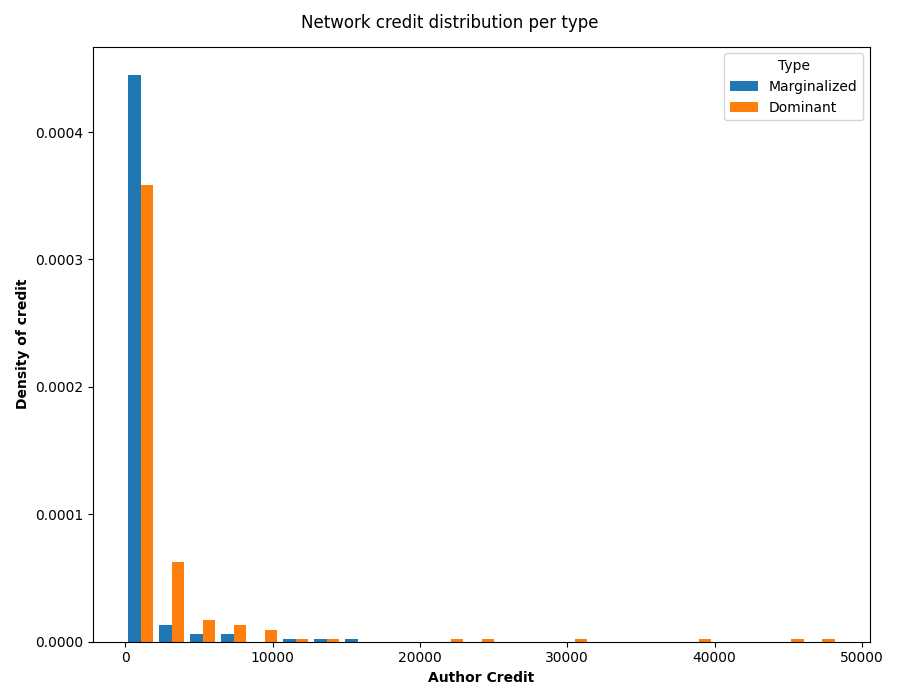 Network credit distribution per type
Type
Marginalized
Dominant
0.0004
0.0003
0.0002
0.0001
0.0000
Density of credit
0
10000
20000
30000
40000
50000
Author Credit